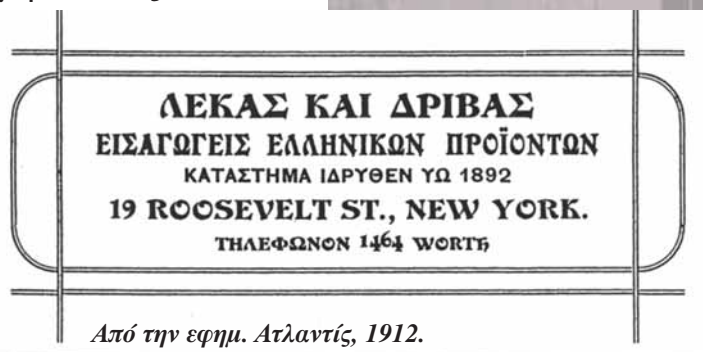 ΛΕΚΑΣ ΚΑΙ ΔΡΙΒΑΣ
ΕΙΣΑΓΩΓΕΙΣ ΕΛΛΗΝΙΚΩΝ ΠΡΟΪΟΝΤΩΝ
ΚΑΤΑΣΤΗΜΑ ΙΔΡΥΘΕΝ ΥΩ 1892
19 ROOSEVELT ST., NEW YORK.
ΤΗΛΕΦΩΝΟΝ 1464 WORTH
Από την εφημ. Ατλαντίς, 1912.